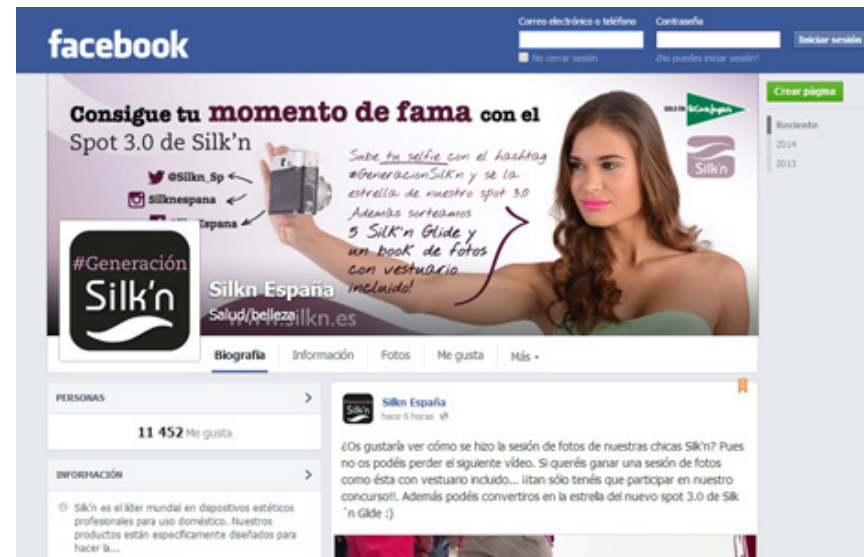 facebook
Correo electrónico o teléfono
Contraseña
Iniciar sesión
No cerrar sesión
¿No puedes iniciar sesión?
Crear página
Reciente
2014
2013
Consigue tu momento de fama con el
Spot 3.0 de Silk'n
@Silkn_Sp
Silknespana
Espana
Sube tu selfie con el hashtag
#GeneracionSilk'n y se la
estrella de nuestro spot 3.0
Además sorteamos
5 Silk'n Glide y
un book de fotos
con vestuario
incluido!
El Corte Inglés
Silk'n
#Generación
Silk'n
Silkn España
Salud/belleza
www.silkn.es
Biografía
Información
Fotos
Me gusta
Más
PERSONAS
11 452 Me gusta
INFORMACIÓN
Silk'n es el líder mundial en dispositivos estéticos
profesionales para uso doméstico. Nuestros
productos están específicamente diseñados para
hacer la...
Silk'n
Silkn España
hace 6 horas
¿Os gustaría ver cómo se hizo la sesión de fotos de nuestras chicas Silk'n? Pues
no os podéis perder el siguiente vídeo. Si queréis ganar una sesión de fotos
como ésta con vestuario incluido... ¡¡tan sólo tenéis que participar en nuestro
concurso!!. Además podéis convertiros en la estrella del nuevo spot 3.0 de Silk
´n Glide :)